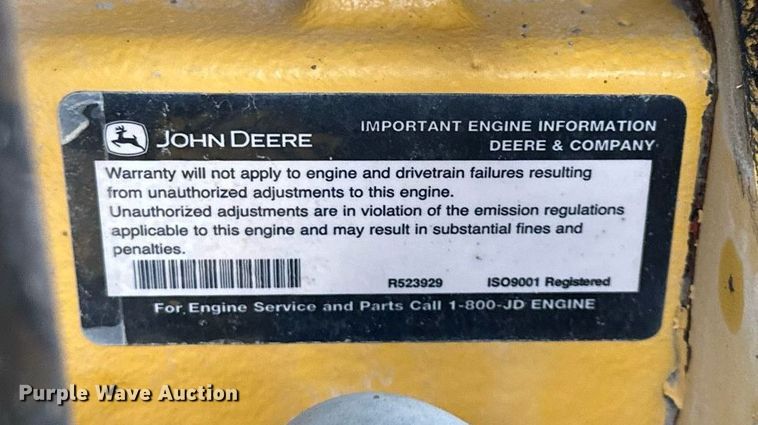 JOHN DEERE
IMPORTANT ENGINE INFORMATION
DEERE & COMPANY
Warranty will not apply to engine and drivetrain failures resulting
from unauthorized adjustments to this engine.
Unauthorized adjustments are in violation of the emission regulations
applicable to this engine and may result in substantial fines and
penalties.
R523929 ISO9001 Registered
For Engine Service and Parts Call 1-800-JD ENGINE
Purple Wave Auction